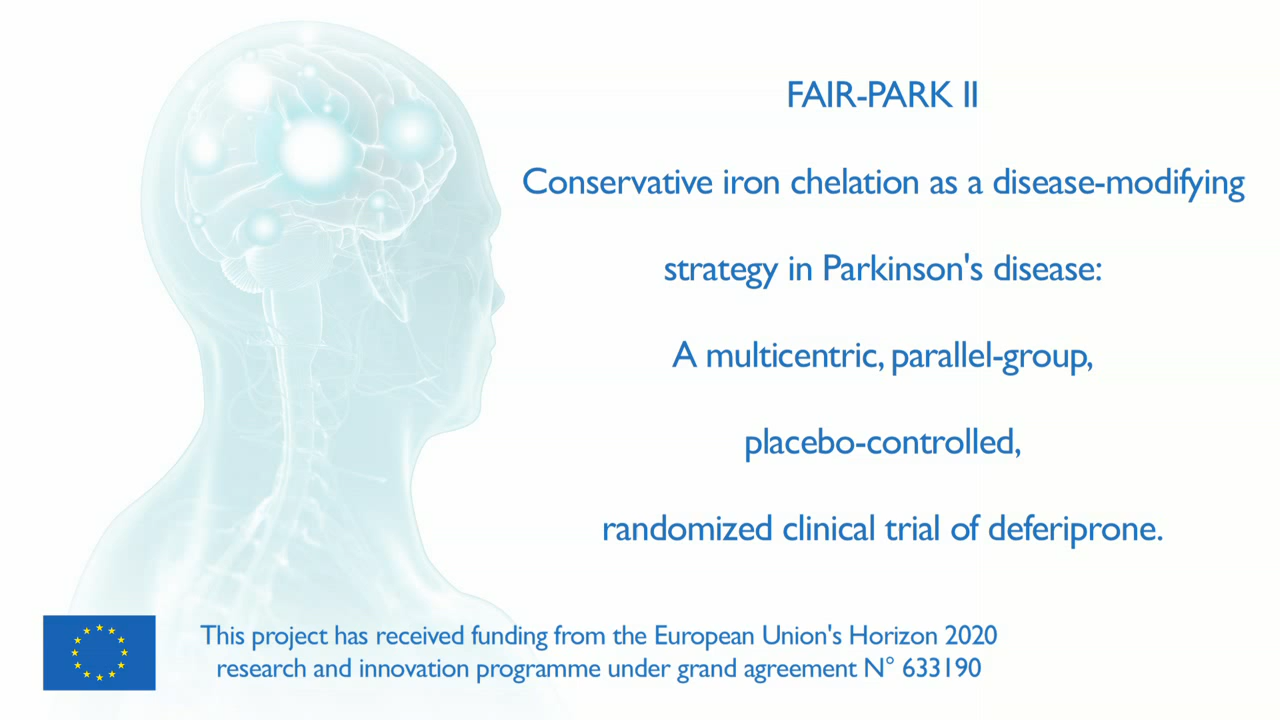 FAIR-PARK II
Conservative iron chelation as a disease-modifying
strategy in Parkinson's disease:
A multicentric, parallel-group,
placebo-controlled,
randomized clinical trial of deferiprone.
This project has received funding from the European Union's Horizon 2020
research and innovation programme under grand agreement N° 633190